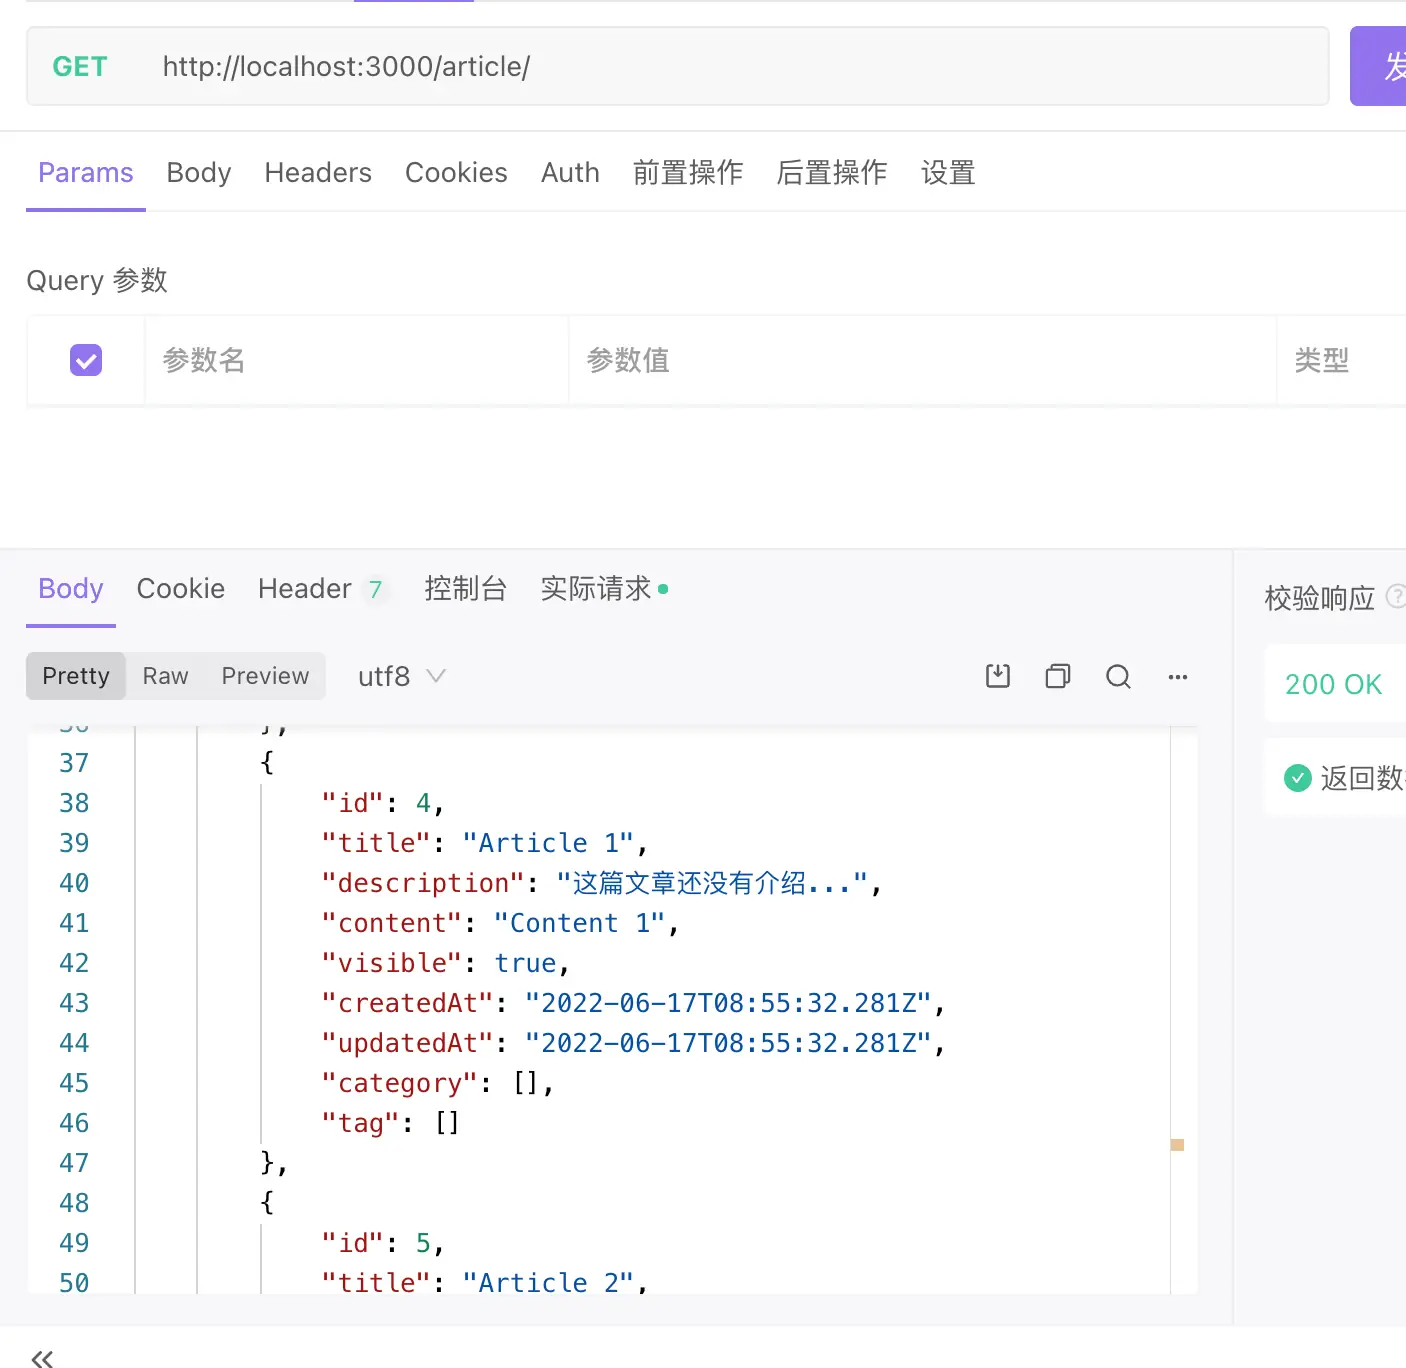 GET http://localhost:3000/article/ 发
Params Body Headers Cookies Auth 前置操作 后置操作 设置
Query 参数
参数名 参数值 类型
Body Cookie Header 7 控制台 实际请求
校验响应
Pretty Raw Preview utf8
200 OK
返回数
},
37 {
38 "id": 4,
39 "title": "Article 1",
40 "description": "这篇文章还没有介绍...",
41 "content": "Content 1",
42 "visible": true,
43 "createdAt": "2022-06-17T08:55:32.281Z",
44 "updatedAt": "2022-06-17T08:55:32.281Z",
45 "category": [],
46 "tag": []
47 },
48 {
49 "id": 5,
50 "title": "Article 2",